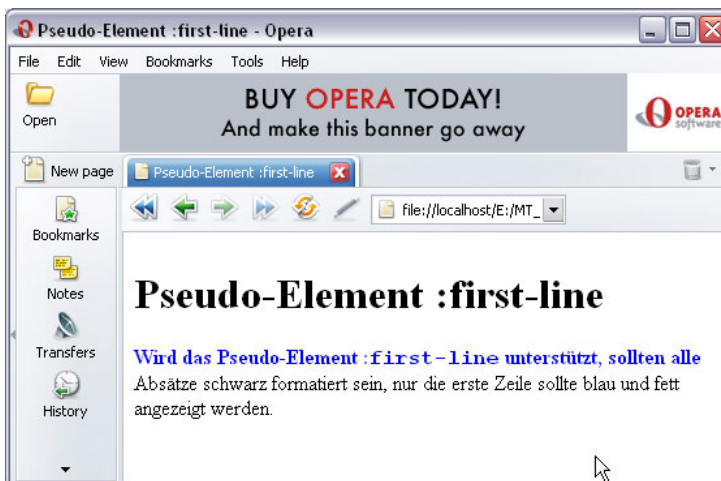 Pseudo-Element :first-line - Opera
File Edit View Bookmarks Tools Help
Open
BUY OPERA TODAY!
And make this banner go away
OPERA
software
New page
Pseudo-Element :first-line
file://localhost/E:/MT_
Bookmarks
Notes
Transfers
History
Pseudo-Element :first-line
Wird das Pseudo-Element :first-line unterstützt, sollten alle
Absätze schwarz formatiert sein, nur die erste Zeile sollte blau und fett
angezeigt werden.